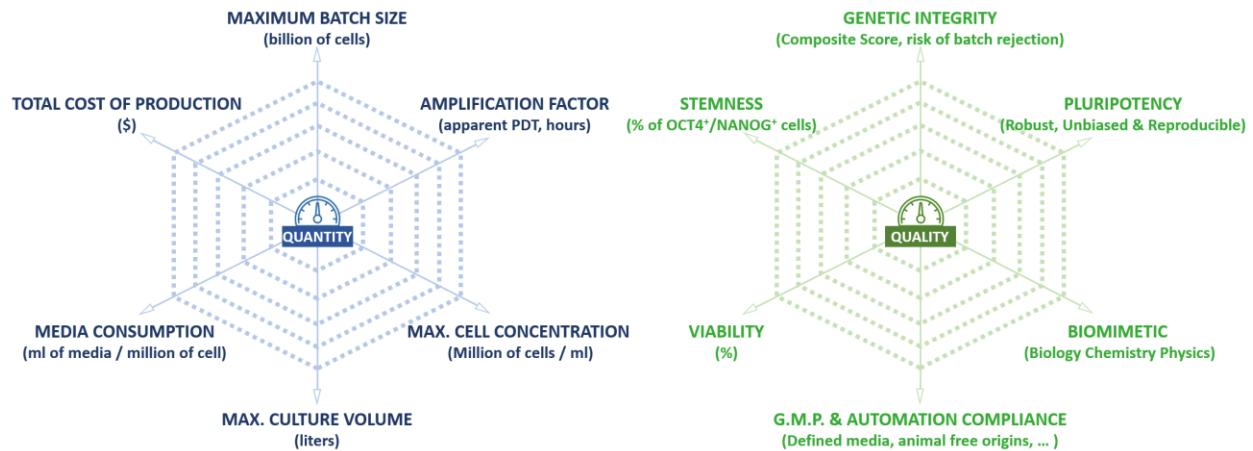 MAXIMUM BATCH SIZE
(billion of cells)
TOTAL COST OF PRODUCTION
($)
AMPLIFICATION FACTOR
(apparent PDT, hours)
QUANTITY
MEDIA CONSUMPTION
(ml of media / million of cell)
MAX. CELL CONCENTRATION
(Million of cells / ml)
MAX. CULTURE VOLUME
(liters)
GENETIC INTEGRITY
(Composite Score, risk of batch rejection)
STEMNESS
(% of OCT4⁺/NANOG⁺ cells)
PLURIPOTENCY
(Robust, Unbiased & Reproducible)
QUALITY
VIABILITY
(%)
BIOMIMETIC
(Biology Chemistry Physics)
G.M.P. & AUTOMATION COMPLIANCE
(Defined media, animal free origins, ... )